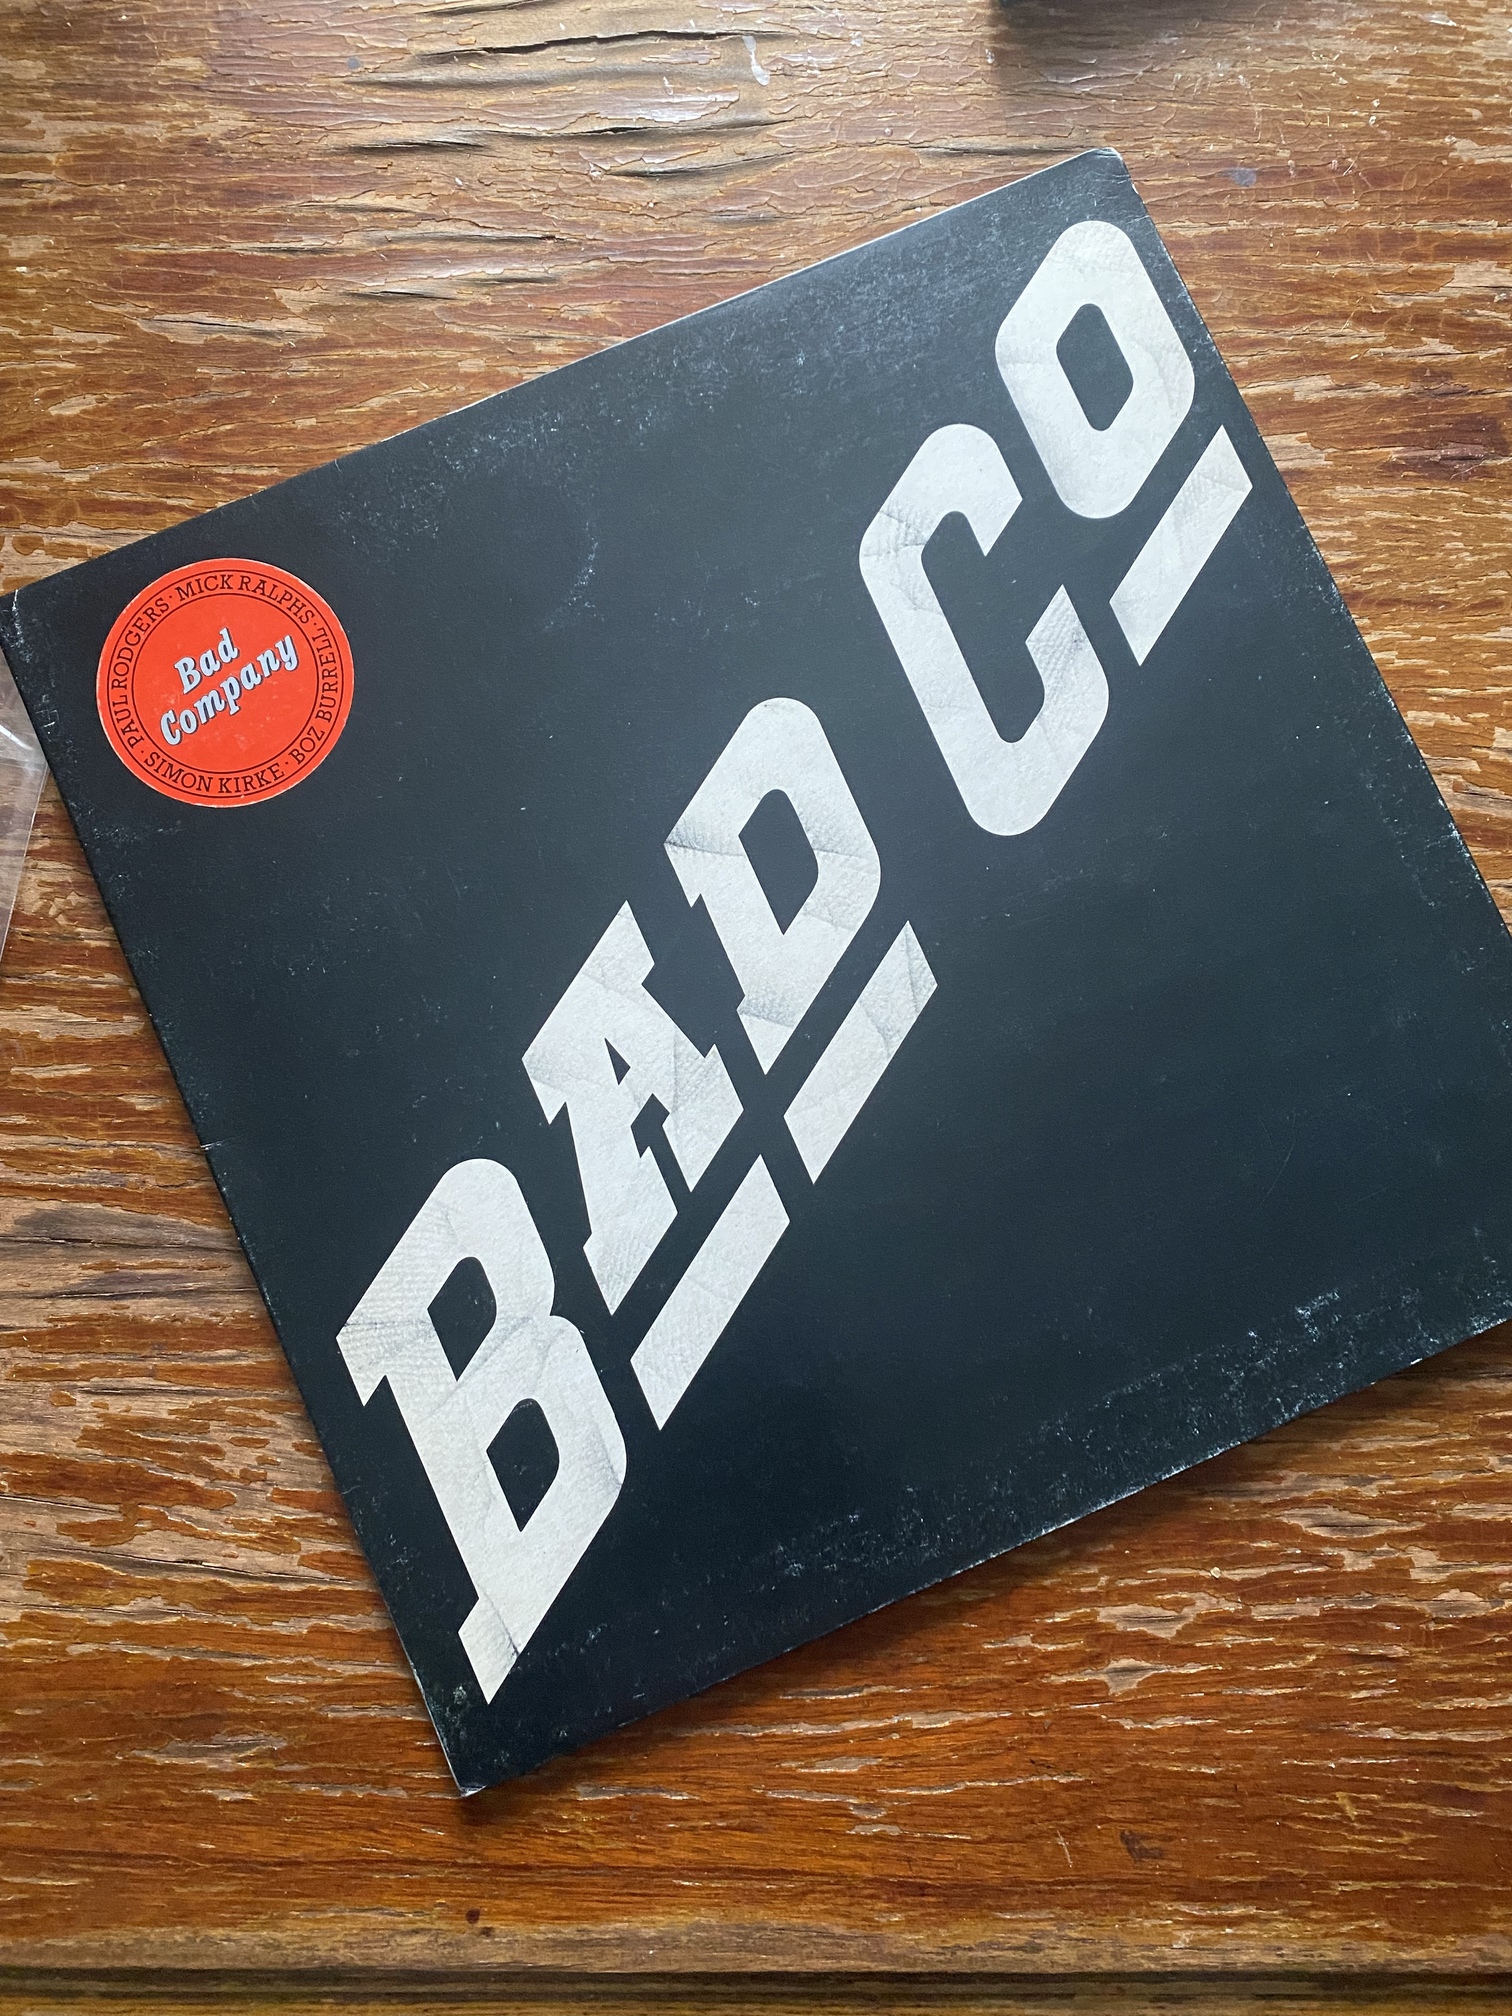 BAD Co
PAUL RODGERS · MICK RALPHS · BOZ BURRELL · SIMON KIRKE ·
Bad
Company